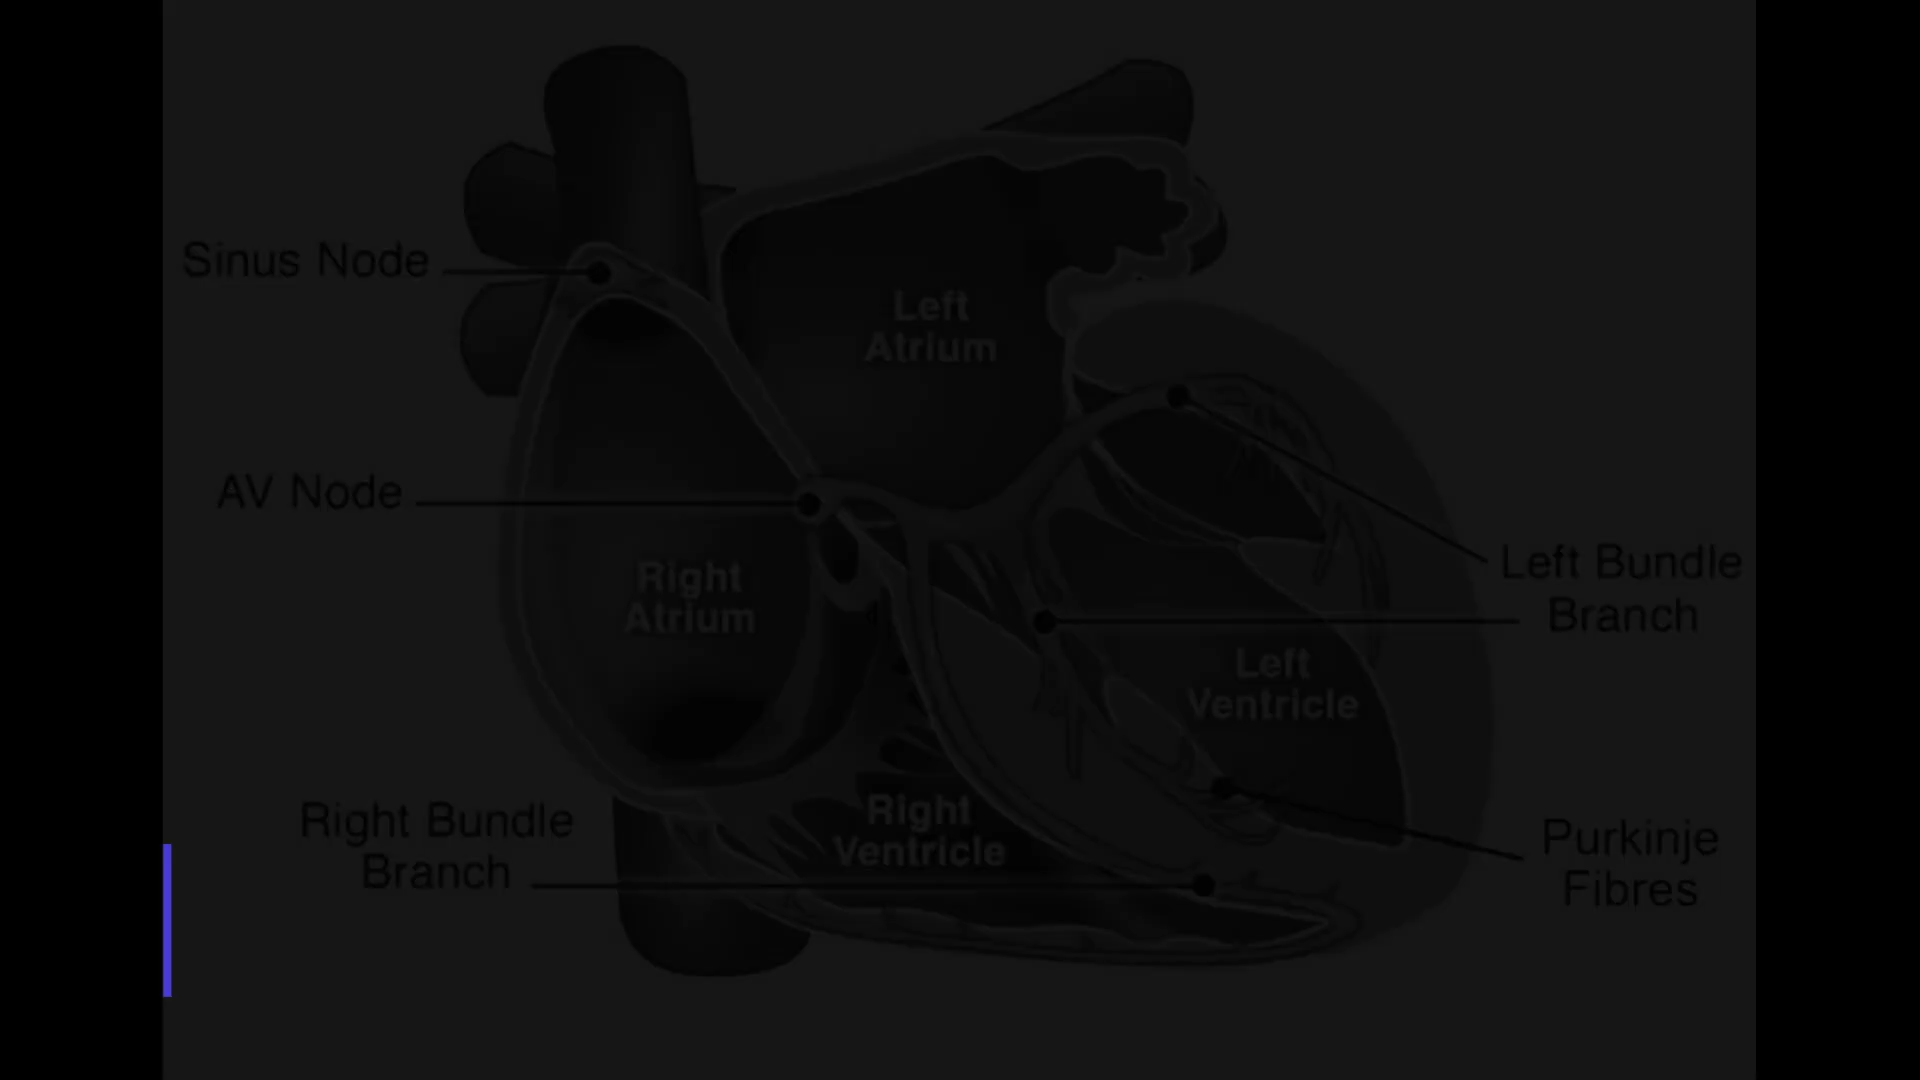 Sinus Node
Left
Atrium
AV Node
Right
Atrium
Left Bundle
Branch
Left
Ventricle
Right Bundle
Branch
Right
Ventricle
Purkinje
Fibres